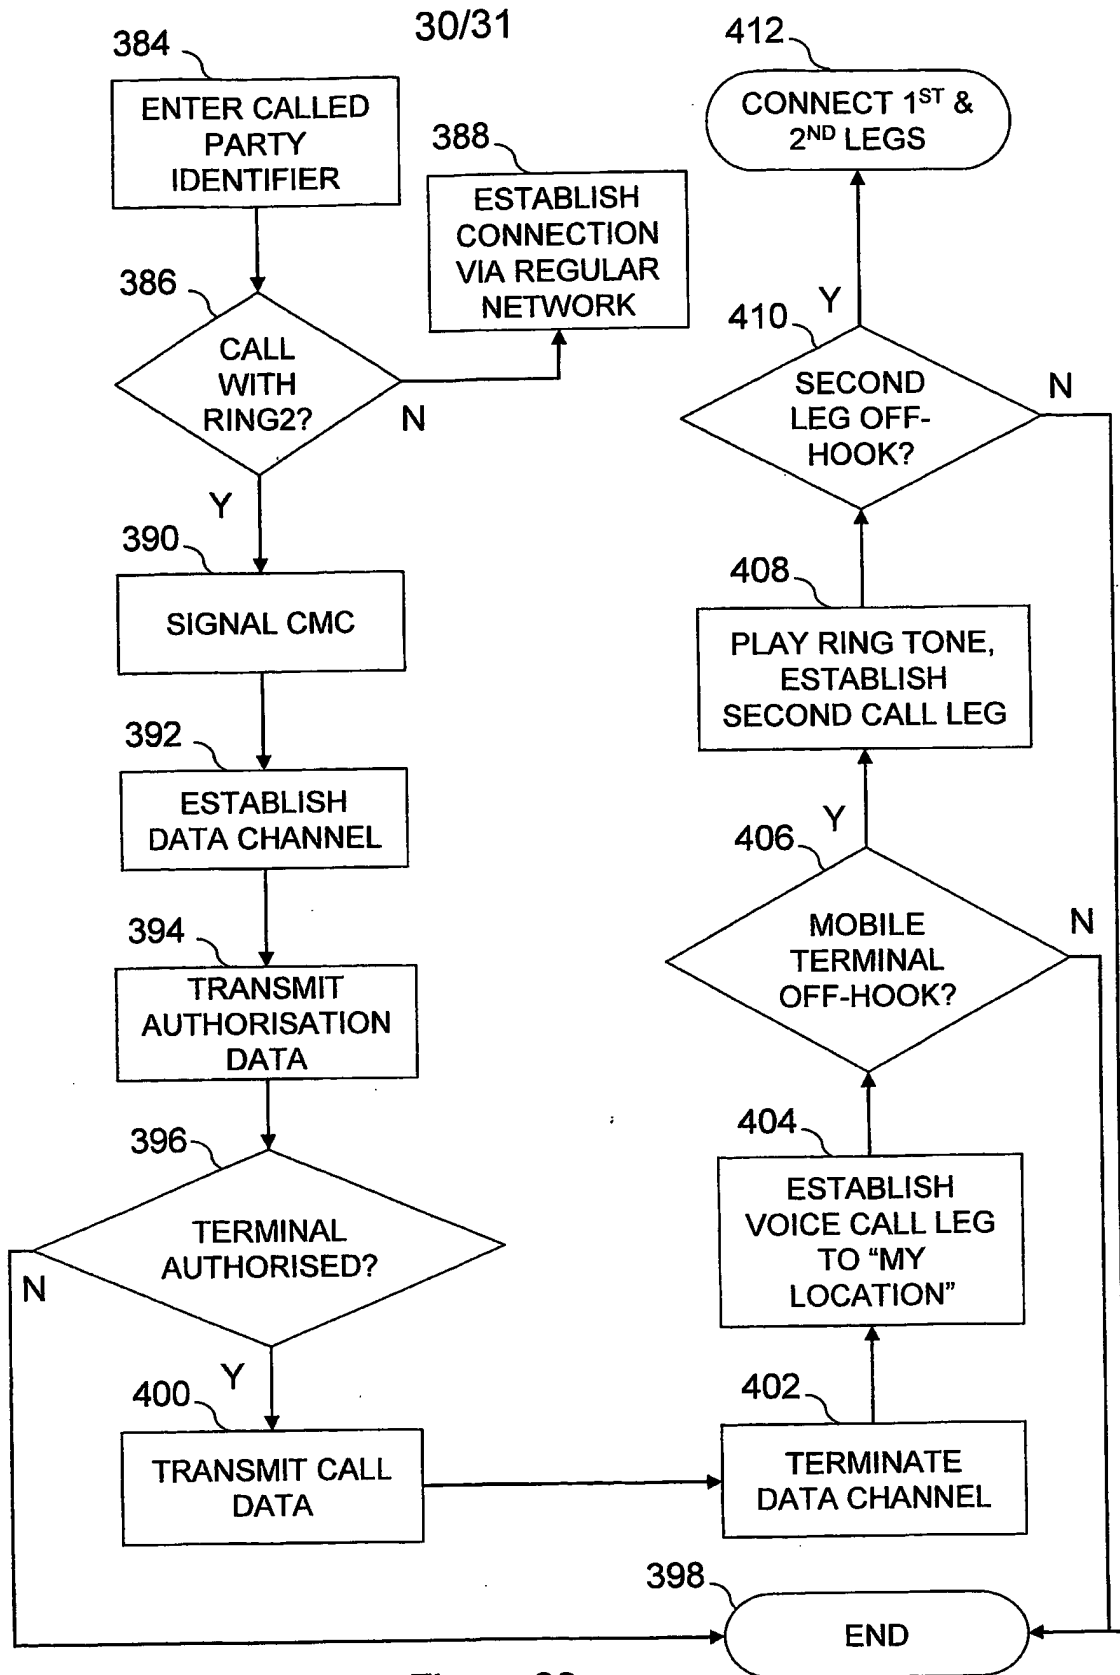 30/31
384
ENTER CALLED
PARTY
IDENTIFIER
386
CALL
WITH
RING2?
N
Y
388
ESTABLISH
CONNECTION
VIA REGULAR
NETWORK
390
SIGNAL CMC
392
ESTABLISH
DATA CHANNEL
394
TRANSMIT
AUTHORISATION
DATA
396
TERMINAL
AUTHORISED?
N
Y
400
TRANSMIT CALL
DATA
402
TERMINATE
DATA CHANNEL
404
ESTABLISH
VOICE CALL LEG
TO “MY
LOCATION”
406
MOBILE
TERMINAL
OFF-HOOK?
N
Y
408
PLAY RING TONE,
ESTABLISH
SECOND CALL LEG
410
SECOND
LEG OFF-
HOOK?
N
Y
412
CONNECT 1ST &
2ND LEGS
398
END